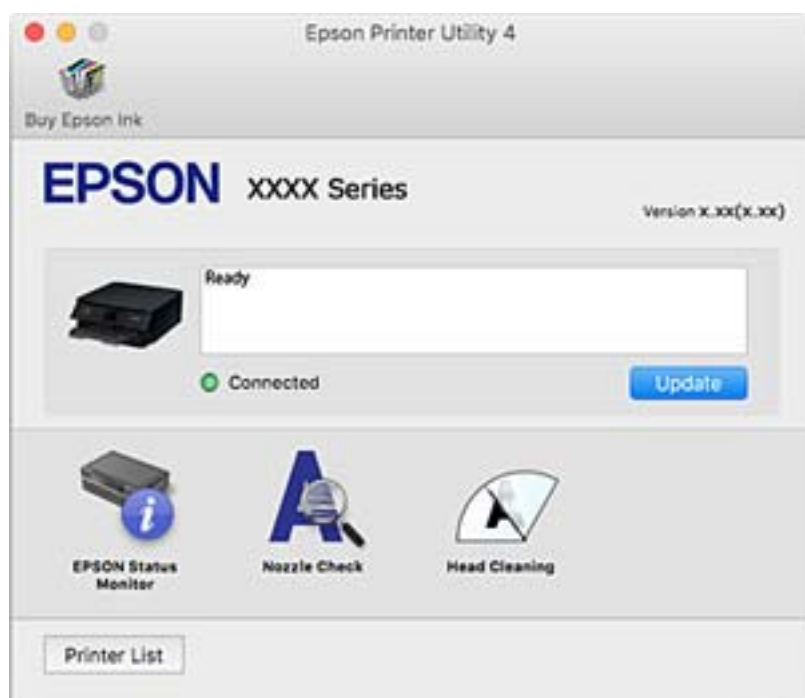 Epson Printer Utility 4
Buy Epson Ink
EPSON XXXX Series
Version x.xx(x.xx)
Ready
Connected
Update
EPSON Status
Monitor
Nozzle Check
Head Cleaning
Printer List